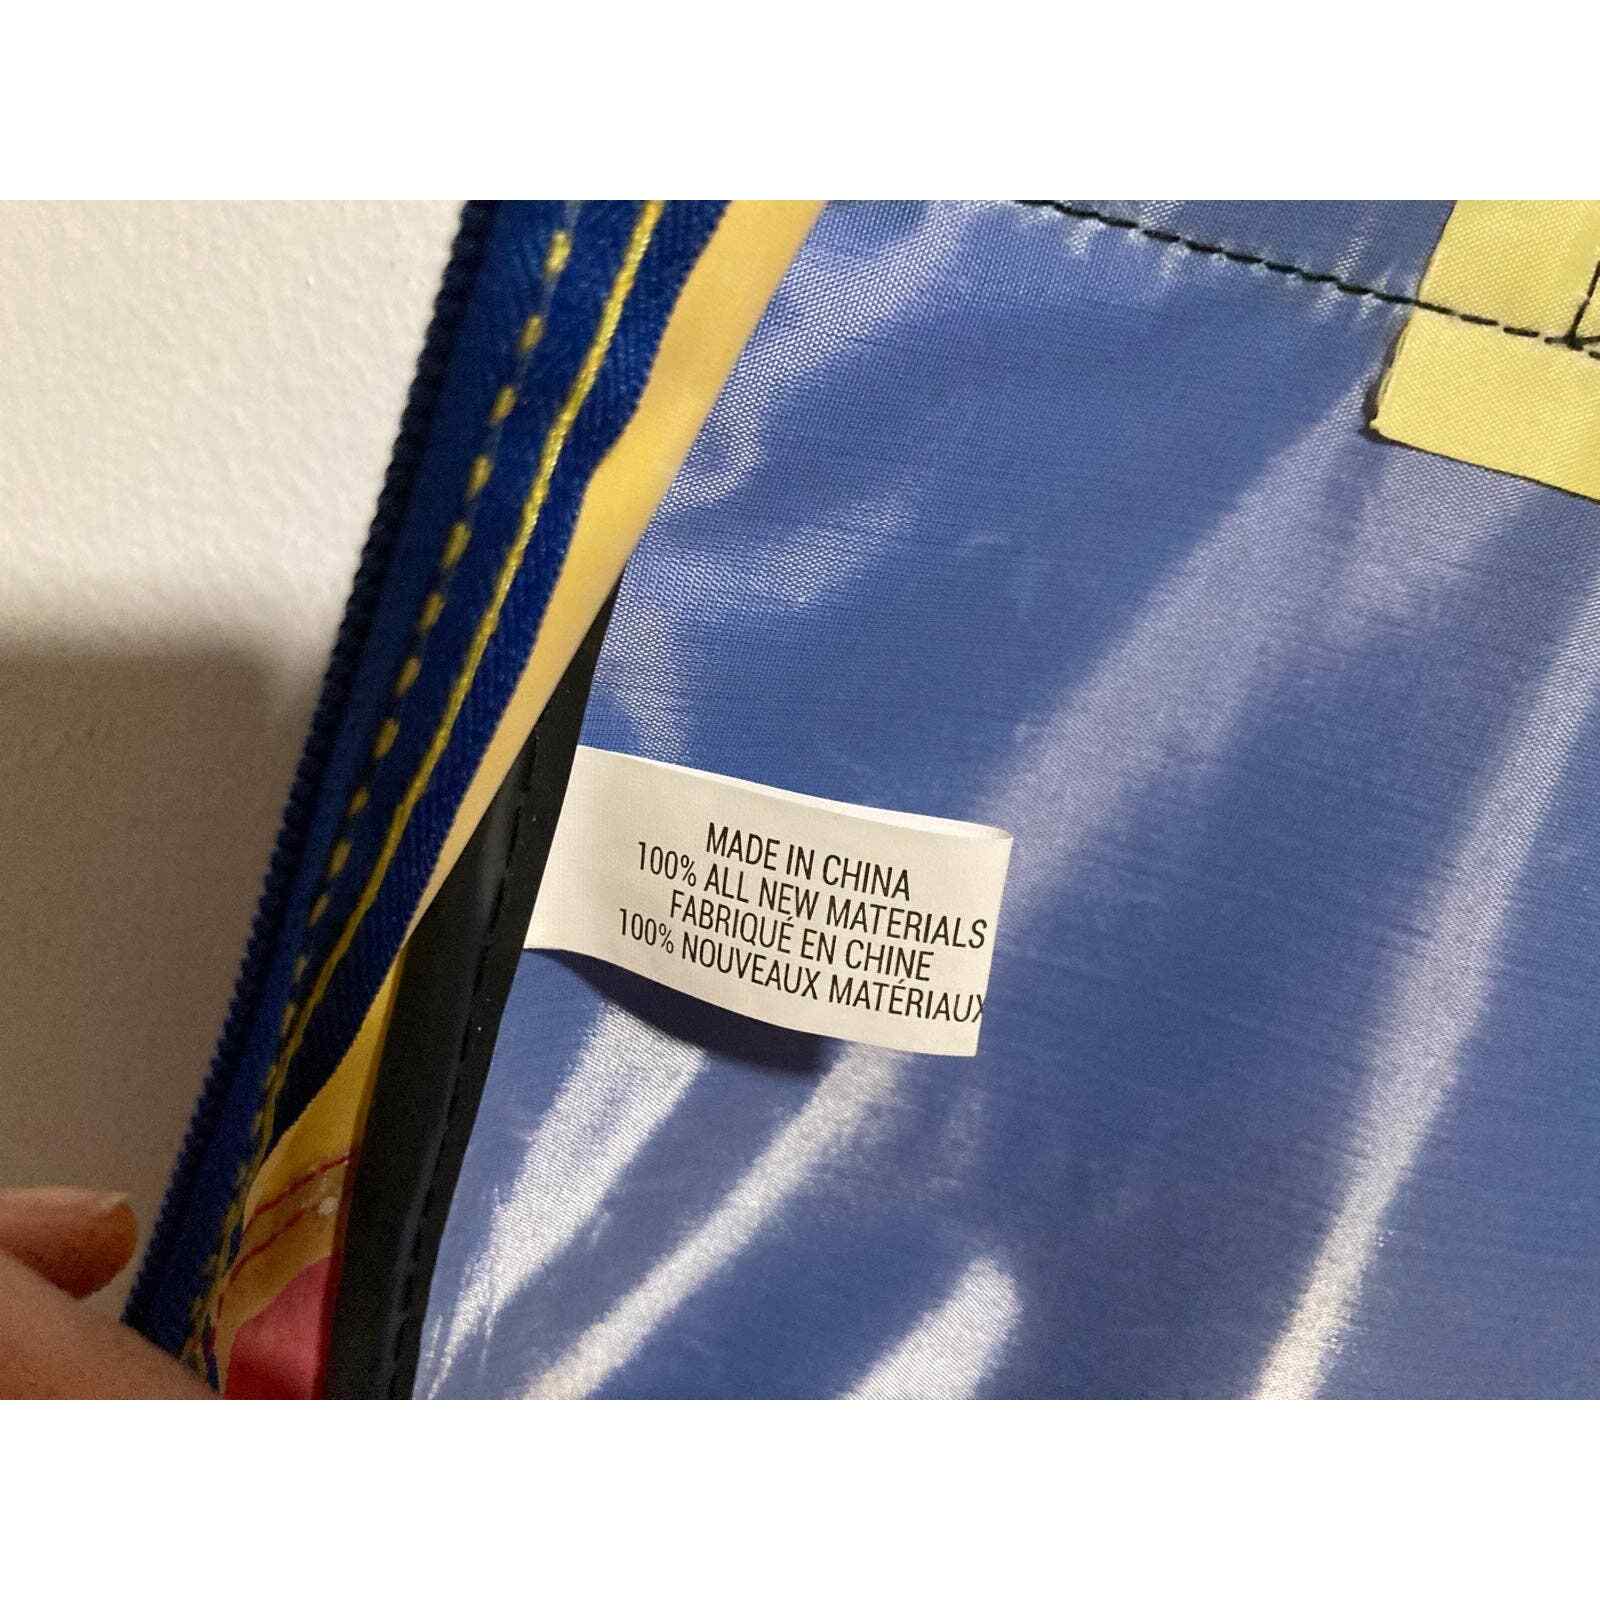 MADE IN CHINA
100% ALL NEW MATERIALS
FABRIQUÉ EN CHINE
100% NOUVEAUX MATÉRIAUX